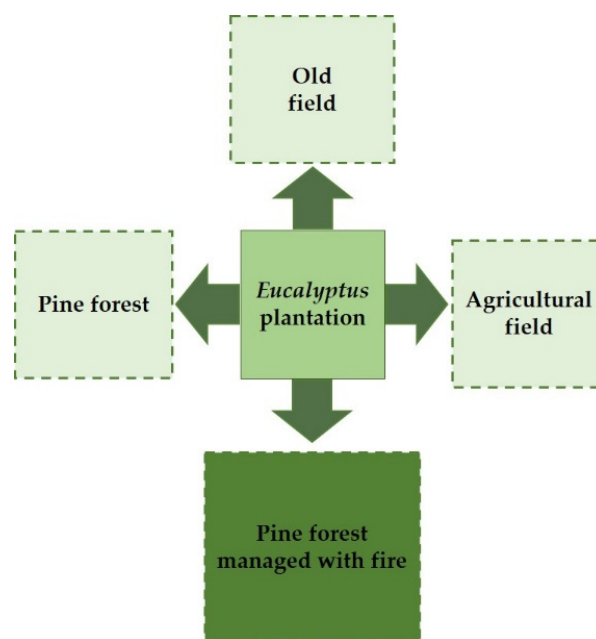 Old
field
Pine forest
Eucalyptus
plantation
Agricultural
field
Pine forest
managed with fire